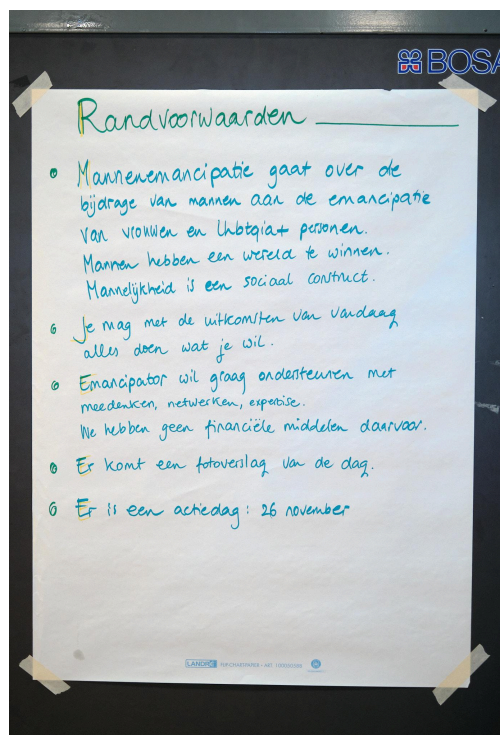 BOSA
Randvoorwaarden
Mannenemancipatie gaat over de
bijdrage van mannen aan de emancipatie
van vrouwen en lhbtqia+ personen.
Mannen hebben een wereld te winnen.
Mannelijkheid is een sociaal construct.
Je mag met de uitkomsten van vandaag
alles doen wat je wil.
Emancipator wil graag ondersteunen met
meedenken, netwerken, expertise.
We hebben geen financiële middelen daarvoor.
Er komt een fotoverslag van de dag.
Er is een actiedag: 26 november
LANDRÉ